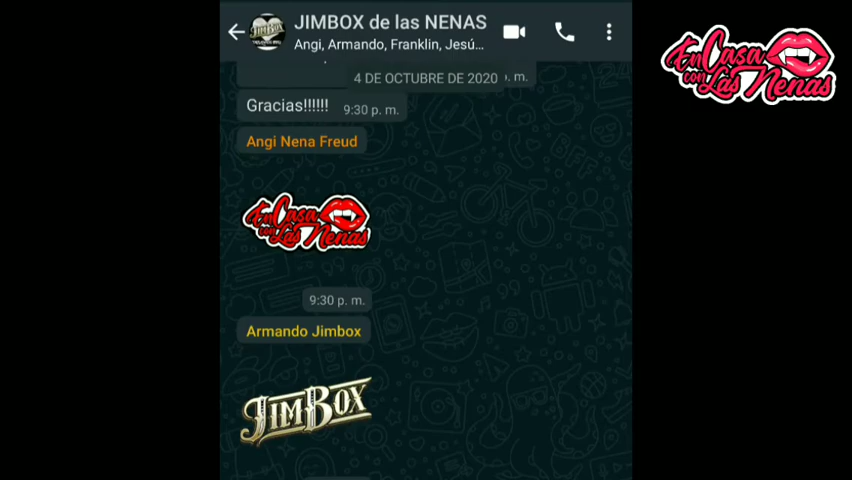 JIMBOX de las NENAS
Angi, Armando, Franklin, Jesú...
4 DE OCTUBRE DE 2020
p. m.
Gracias!!!!!! 9:30 p. m.
Angi Nena Freud
En Casa
con Las Nenas
9:30 p. m.
Armando Jimbox
JIMBOX
En Casa
con Las Nenas